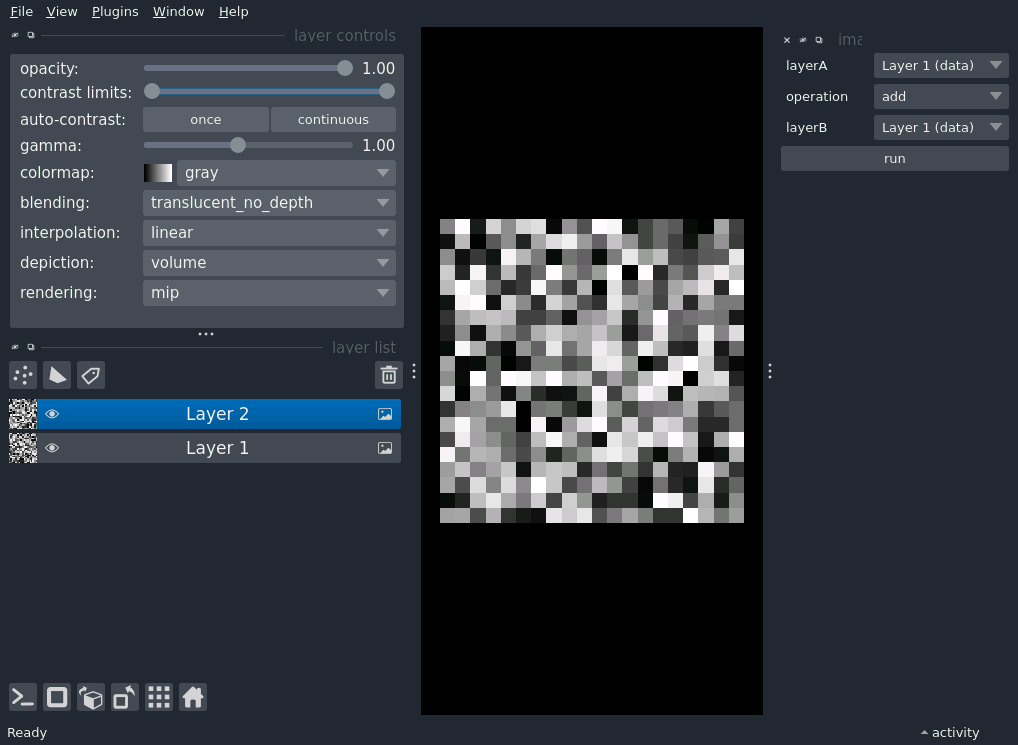 File View Plugins Window Help
layer controls
opacity: 1.00
contrast limits:
auto-contrast: once continuous
gamma: 1.00
colormap: gray
blending: translucent_no_depth
interpolation: linear
depiction: volume
rendering: mip
layer list
Layer 2
Layer 1
ima
layerA Layer 1 (data)
operation add
layerB Layer 1 (data)
run
Ready
activity